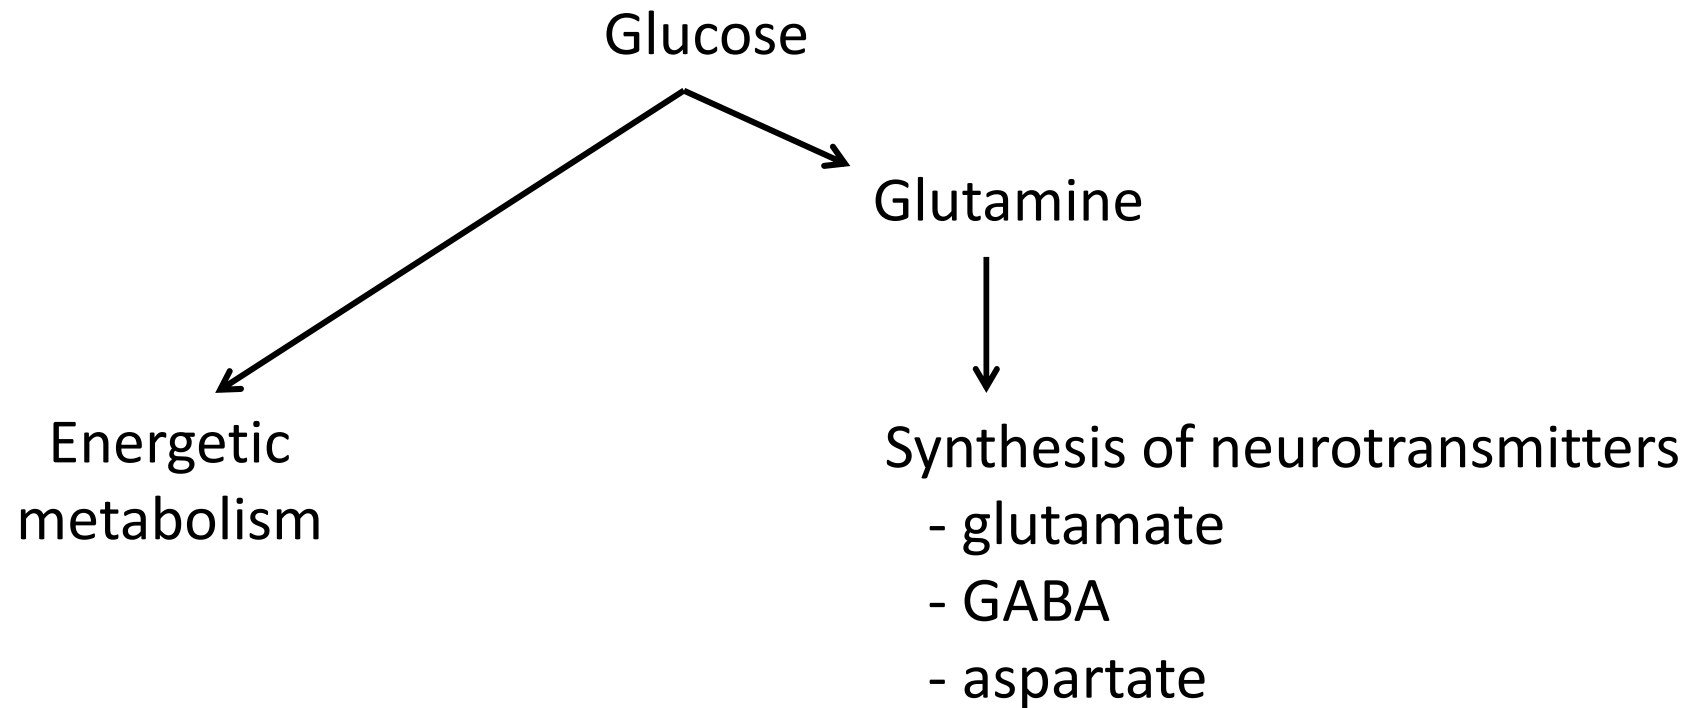 Glucose
Glutamine
Energetic
metabolism
Synthesis of neurotransmitters
- glutamate
- GABA
- aspartate